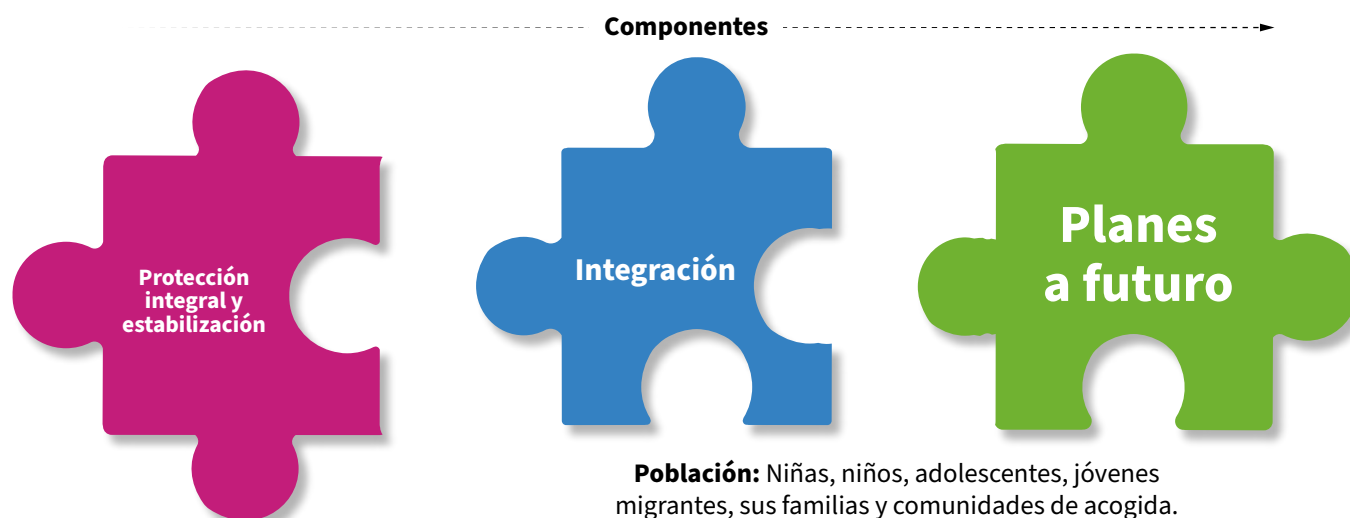 Componentes
Protección
integral y
estabilización
Integración
Planes
a futuro
Población: Niñas, niños, adolescentes, jóvenes
migrantes, sus familias y comunidades de acogida.